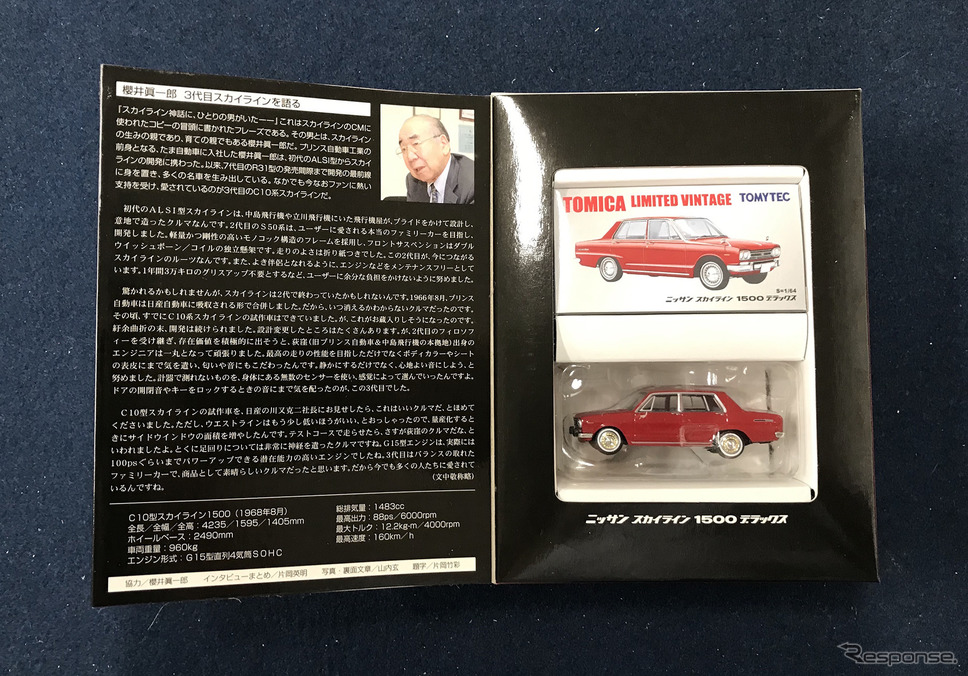 櫻井眞一郎 3代目スカイラインを語る
「スカイライン神話に、ひとりの男がいたーー」これはスカイラインのCMに
使われたコピーの冒頭に書かれたフレーズである。その男とは、スカイライン
の生みの親であり、育ての親でもある櫻井眞一郎だ。プリンス自動車工業の
前身となる、たま自動車に入社した櫻井眞一郎は、初代のALSI型からスカイ
ラインの開発に携わった。以来、7代目のR31型の発売間際まで開発の最前線
に身を置き、多くの名車を生み出している。なかでも今なおファンに熱い
支持を受け、愛されているのが3代目のC10系スカイラインだ。
初代のALSI型スカイラインは、中島飛行機や立川飛行機にいた飛行機屋が、プライドをかけて設計し、
意地で造ったクルマなんです。2代目のS50系は、ユーザーに愛される本当のファミリーカーを目指し、
開発しました。軽量かつ剛性の高いモノコック構造のフレームを採用し、フロントサスペンションはダブル
ウイッシュボーン／コイルの独立懸架です。走りのよさは折り紙つきでした。この2代目が、今につながる
スカイラインのルーツなんです。また、よき伴侶となれるように、エンジンなどをメンテナンスフリーとして
います。1年間3万キロのグリスアップ不要とするなど、ユーザーに余分な負担をかけないように努めました。
驚かれるかもしれませんが、スカイラインは2代で終わっていたかもしれないんです。1966年8月、プリンス
自動車は日産自動車に吸収される形で合併しました。だから、いつ消えるかわからないクルマだったのです。
その頃、すでにC10系スカイラインの試作車はできていましたが、これがお蔵入りしそうになったのです。
紆余曲折の末、開発は続けられました。設計変更したところはたくさんありますが、2代目のフィロソフ
ィーを受け継ぎ、存在価値を積極的に出そうと、荻窪（旧プリンス自動車＆中島飛行機の本拠地）出身の
エンジニアは一丸となって頑張りました。最高の走りの性能を目指しただけでなくボディカラーやシート
の表皮にまで気を遣い、匂いや音にもこだわったんです。静かにするだけでなく、心地よい音にしよう、と
努めました。計器で測れないものを、身体にある無数のセンサーを使い、感覚によって選んでいったんですよ。
ドアの開閉音やキーをロックするときの音にまで気を配ったのが、この3代目でした。
C10型スカイラインの試作車を、日産の川又克二社長にお見せしたら、これはいいクルマだ、とほめて
くださいました。ただし、ウエストラインはもう少し低いほうがいい、とおっしゃったので、量産化すると
きにサイドウインドウの面積を増やしたんです。テストコースで走らせたら、さすが荻窪のクルマだな、と
いわれましたよ。とくに足回りについては非常に神経を遣ったクルマですね。G15型エンジンは、実際には
100psぐらいまでパワーアップできる潜在能力の高いエンジンでしたね。3代目はバランスの取れた
ファミリーカーで、商品として素晴らしいクルマだったと思います。だから今でも多くの人たちに愛されて
いるんですね。
（文中敬称略）
C10型スカイライン1500（1968年8月）
全長／全幅／全高：4235／1595／1405mm
ホイールベース：2490mm
車両重量：960kg
エンジン形式：G15型直列4気筒SOHC
総排気量：1483cc
最高出力：88ps/6000rpm
最大トルク：12.2kg-m／4000rpm
最高速度：160km／h
協力／櫻井眞一郎 インタビューまとめ／片岡英明 写真・裏面文章／山内玄 題字／片岡竹彩
TOMICA LIMITED VINTAGE TOMYTEC
S=1/64
ニッサン スカイライン 1500 デラックス
ニッサン スカイライン 1500 デラックス
Response.